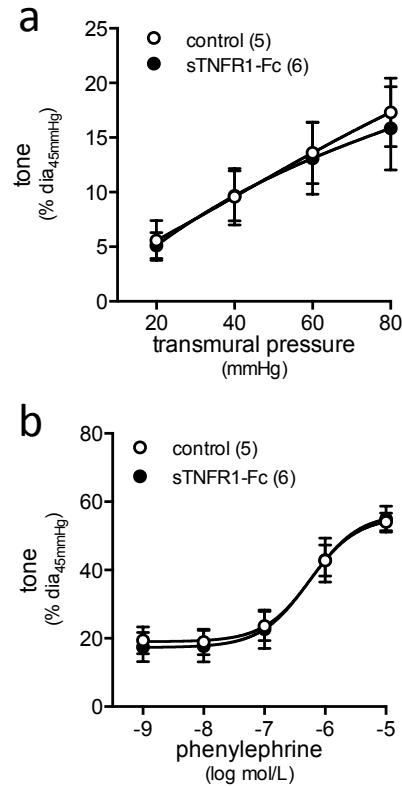 a
control (5)
sTNFR1-Fc (6)
25
20
15
10
5
0
tone
(% dia45mmHg)
20 40 60 80
transmural pressure
(mmHg)
b
control (5)
sTNFR1-Fc (6)
80
60
40
20
0
tone
(% dia45mmHg)
-9 -8 -7 -6 -5
phenylephrine
(log mol/L)